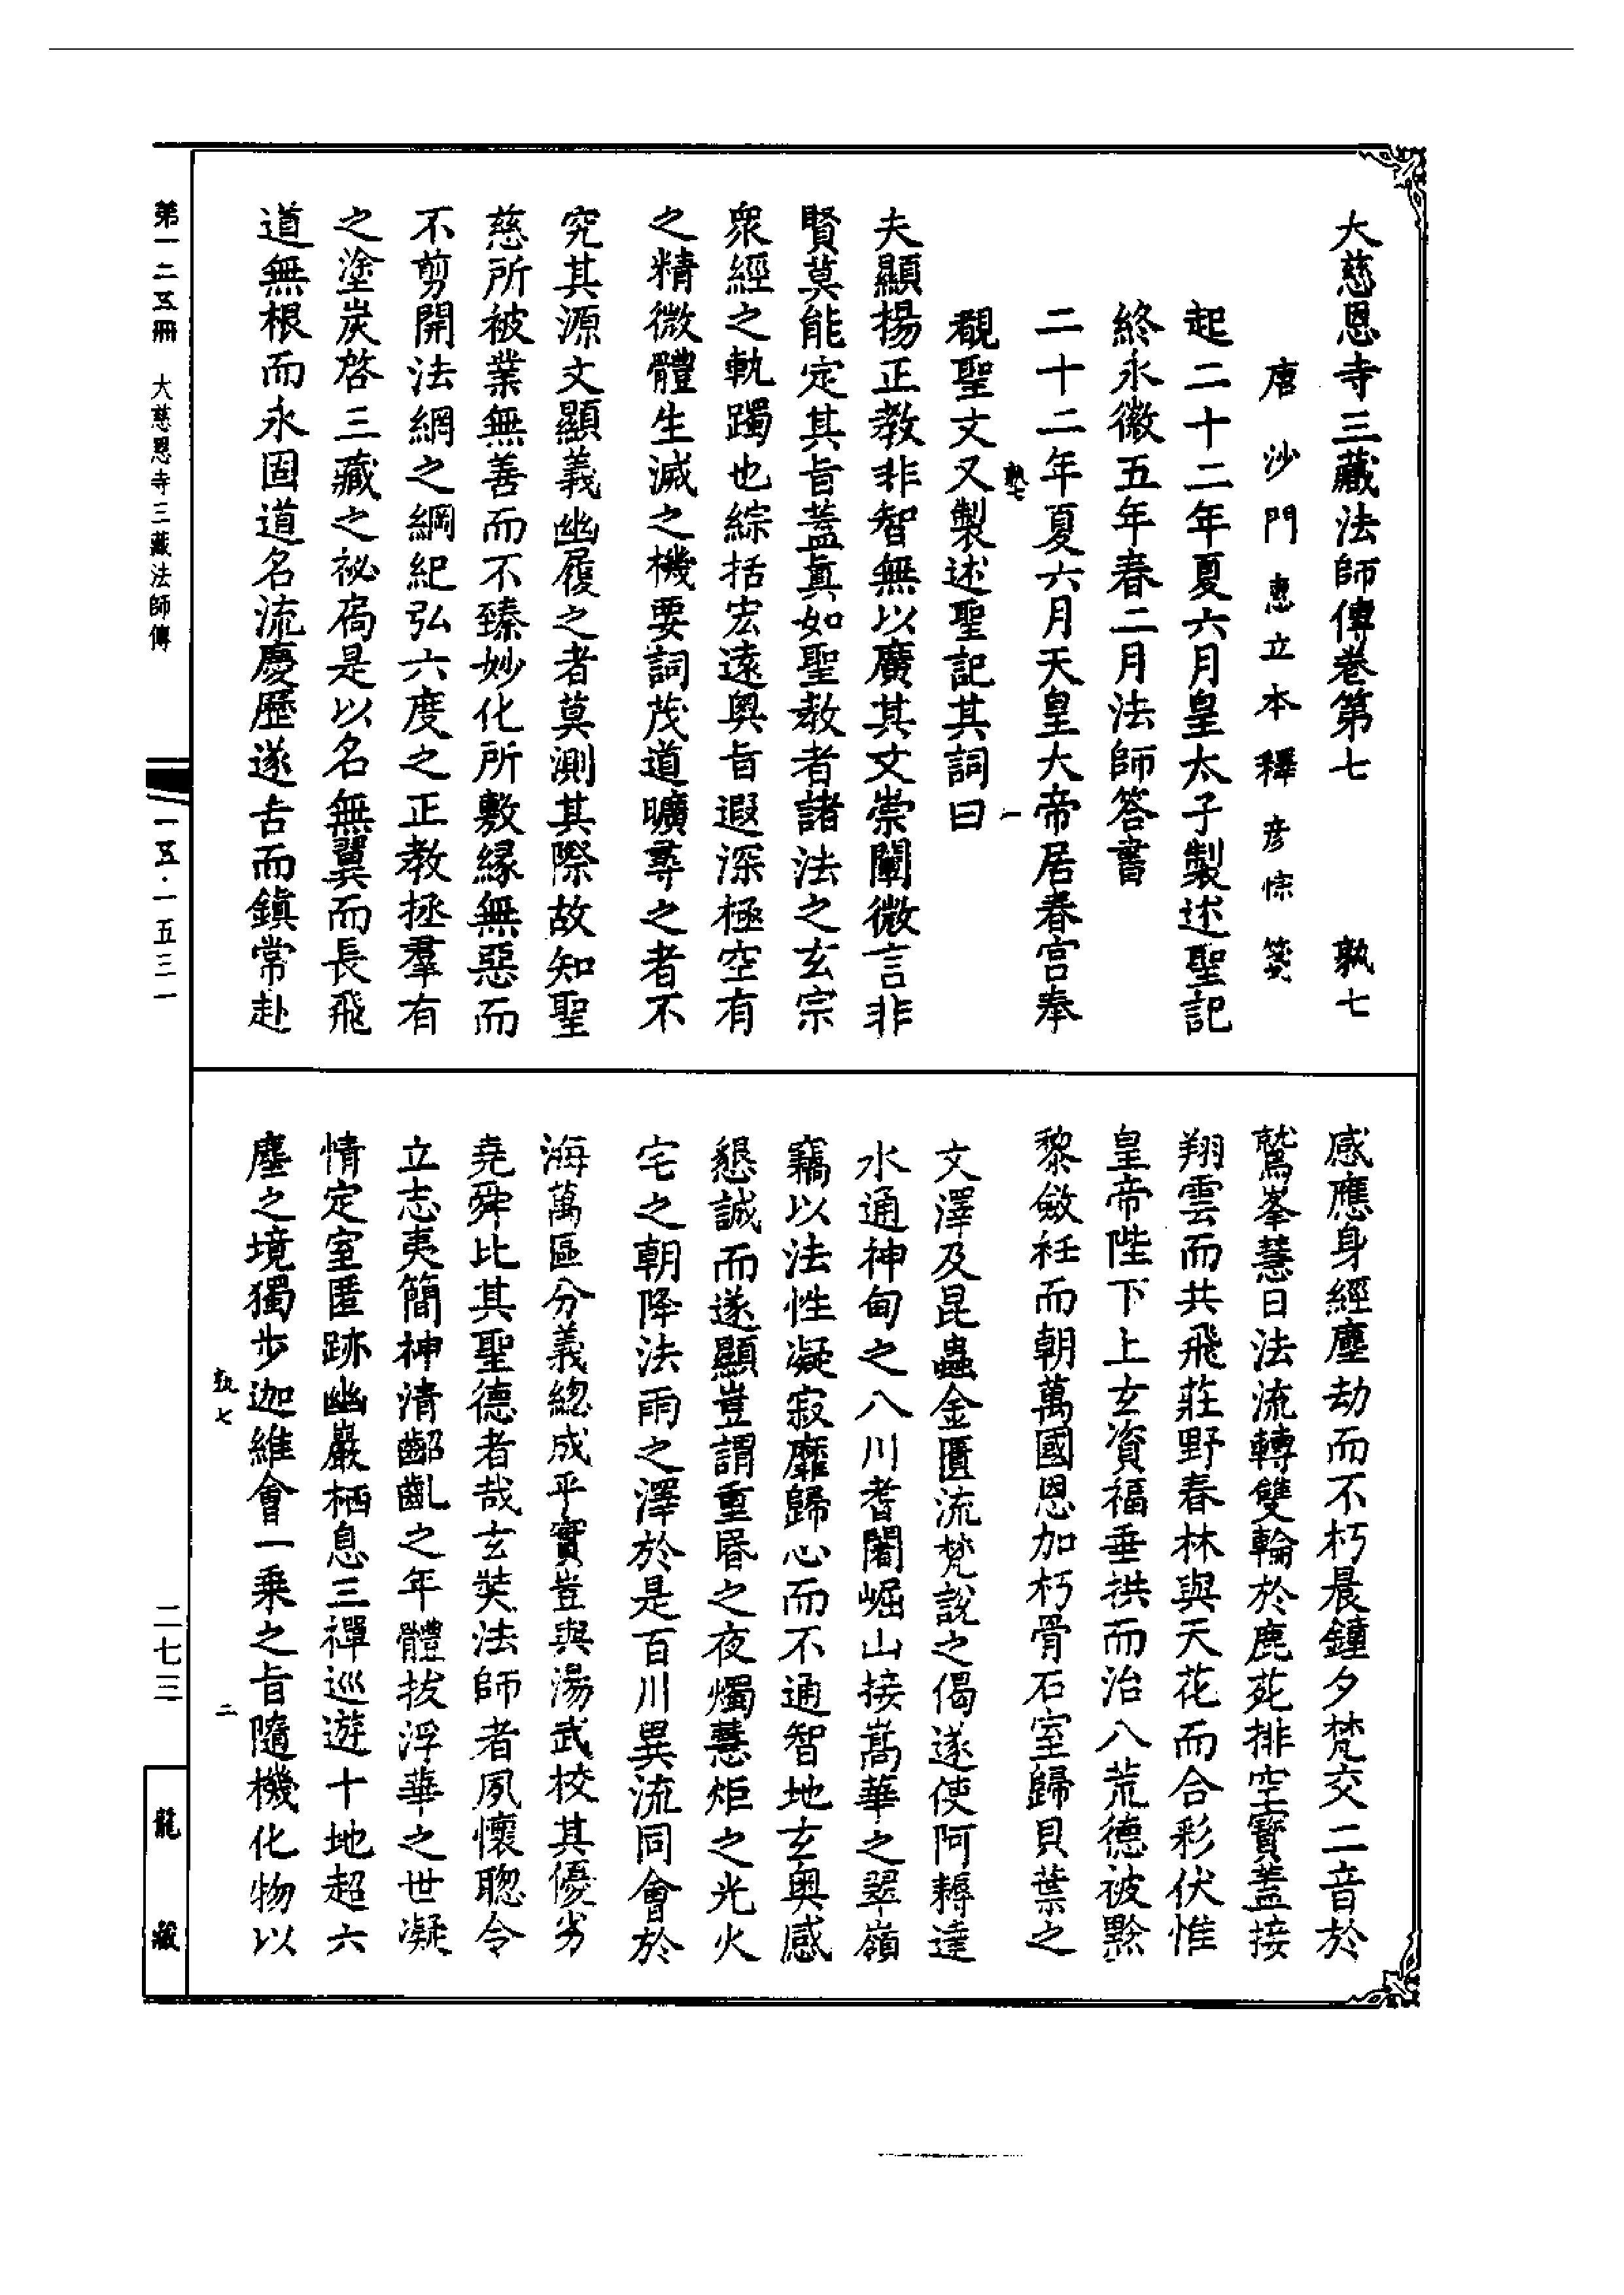 大慈恩寺三藏法師傳卷第七　　孰七
唐　沙門　惠立本　釋　彥悰　箋
起二十二年夏六月皇太子製述聖記
終永徽五年春二月法師答書
二十二年夏六月天皇大帝居春宮奉
孰七　一
覩聖文又製述聖記其詞曰
夫顯揚正教非智無以廣其文崇闡微言非
賢莫能定其旨蓋眞如聖教者諸法之玄宗
衆經之軌躅也綜括宏遠奧旨遐深極空有
之精微體生滅之機要詞茂道曠尋之者不
究其源文顯義幽履之者莫測其際故知聖
慈所被業無善而不臻妙化所敷緣無惡而
不剪開法網之綱紀弘六度之正教拯羣有
之塗炭啓三藏之祕扃是以名無翼而長飛
道無根而永固道名流慶歷遂古而鎮常赴
感應身經塵劫而不朽晨鐘夕梵交二音於
鷲峯慧日法流轉雙輪於鹿苑排空寶蓋接
翔雲而共飛莊野春林與天花而合彩伏惟
皇帝陛下上玄資福垂拱而治八荒德被黔
黎斂衽而朝萬國恩加朽骨石室歸貝葉之
文澤及昆蟲金匱流梵說之偈遂使阿耨達
水通神甸之八川耆闍崛山接嵩華之翠嶺
竊以法性凝寂靡歸心而不通智地玄奧感
懇誠而遂顯豈謂重昬之夜燭慧炬之光火
宅之朝降法雨之澤於是百川異流同會於
海萬區分義總成乎實豈與湯武校其優劣
堯舜比其聖德者哉玄奘法師者夙懷聰令
立志夷簡神清齠齓之年體拔浮華之世凝
情定室匿跡幽巖栖息三禪巡遊十地超六
塵之境獨步迦維會一乘之旨隨機化物以
孰七　二
第一二五冊　大慈恩寺三藏法師傳
一五·一五三一
二七三
龍藏